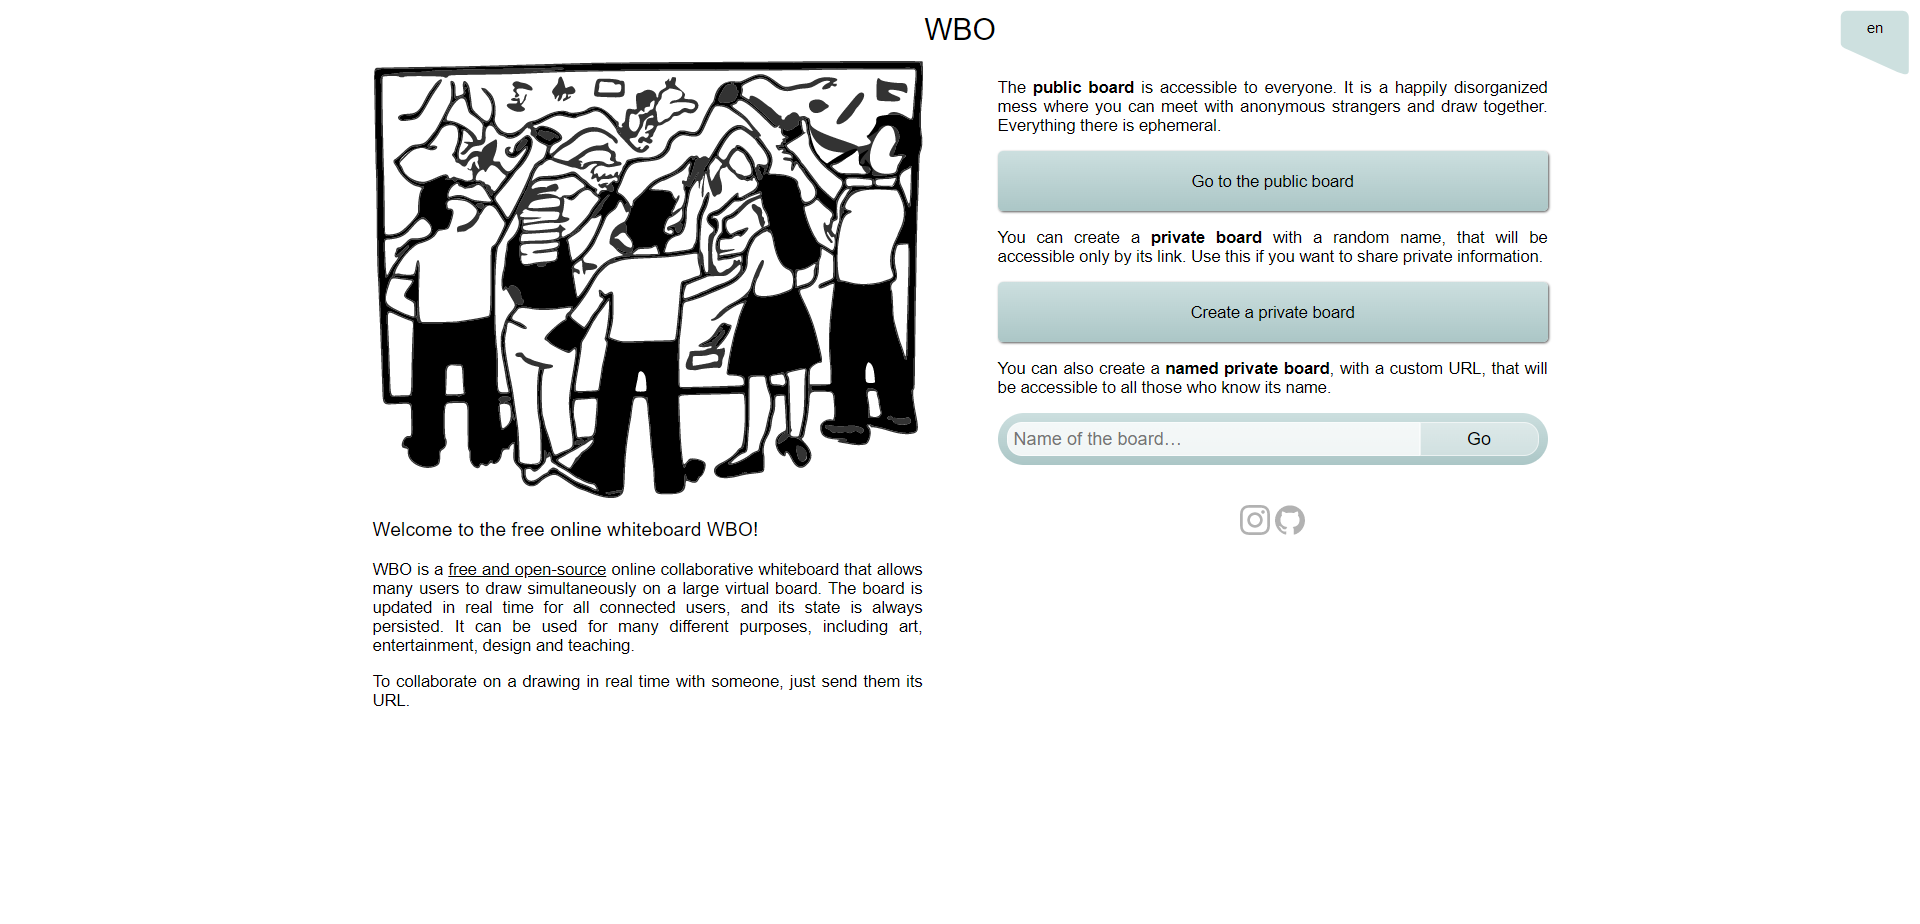 WBO
en
The public board is accessible to everyone. It is a happily disorganized
mess where you can meet with anonymous strangers and draw together.
Everything there is ephemeral.
Go to the public board
You can create a private board with a random name, that will be
accessible only by its link. Use this if you want to share private information.
Create a private board
You can also create a named private board, with a custom URL, that will
be accessible to all those who know its name.
Name of the board…
Go
Welcome to the free online whiteboard WBO!
WBO is a free and open-source online collaborative whiteboard that allows
many users to draw simultaneously on a large virtual board. The board is
updated in real time for all connected users, and its state is always
persisted. It can be used for many different purposes, including art,
entertainment, design and teaching.
To collaborate on a drawing in real time with someone, just send them its
URL.